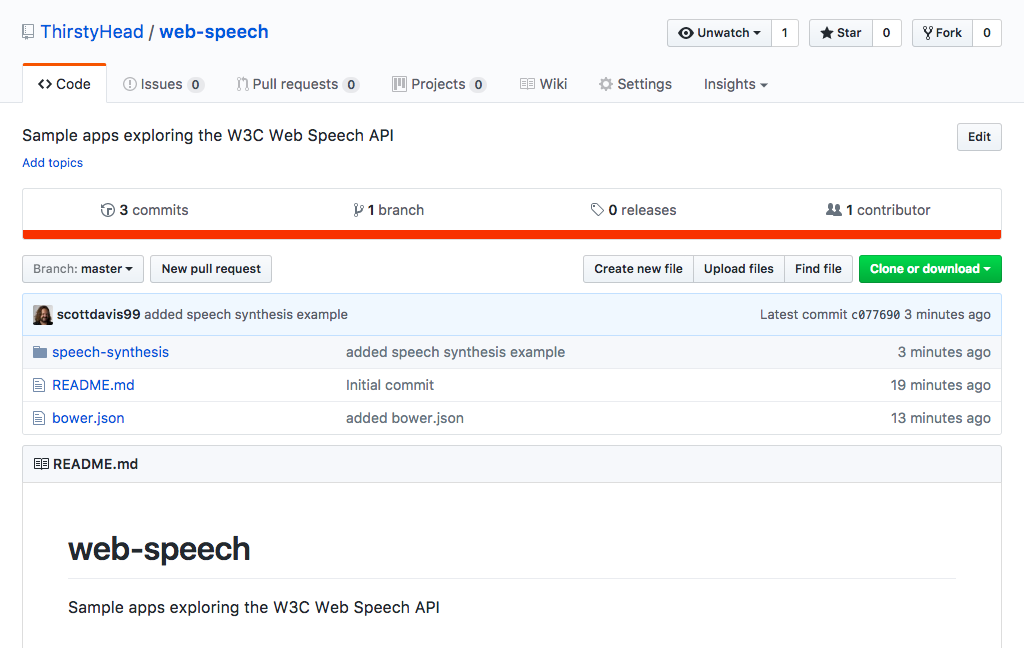 ThirstyHead / web-speech Unwatch 1 Star 0 Fork 0
Code Issues 0 Pull requests 0 Projects 0 Wiki Settings Insights
Sample apps exploring the W3C Web Speech API Edit
Add topics
3 commits 1 branch 0 releases 1 contributor
Branch: master New pull request Create new file Upload files Find file Clone or download
scottdavis99 added speech synthesis example Latest commit c077690 3 minutes ago
speech-synthesis added speech synthesis example 3 minutes ago
README.md Initial commit 19 minutes ago
bower.json added bower.json 13 minutes ago
README.md
web-speech
Sample apps exploring the W3C Web Speech API